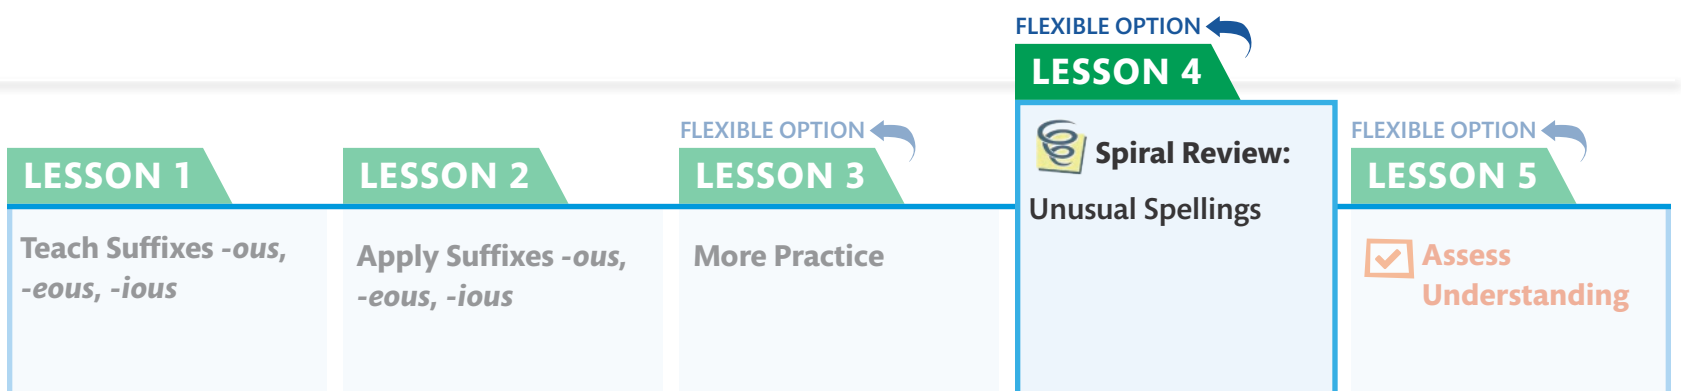 FLEXIBLE OPTION
LESSON 4
Spiral Review:
Unusual Spellings
LESSON 1
Teach Suffixes -ous,
-eous, -ious
LESSON 2
Apply Suffixes -ous,
-eous, -ious
FLEXIBLE OPTION
LESSON 3
More Practice
FLEXIBLE OPTION
LESSON 5
Assess
Understanding